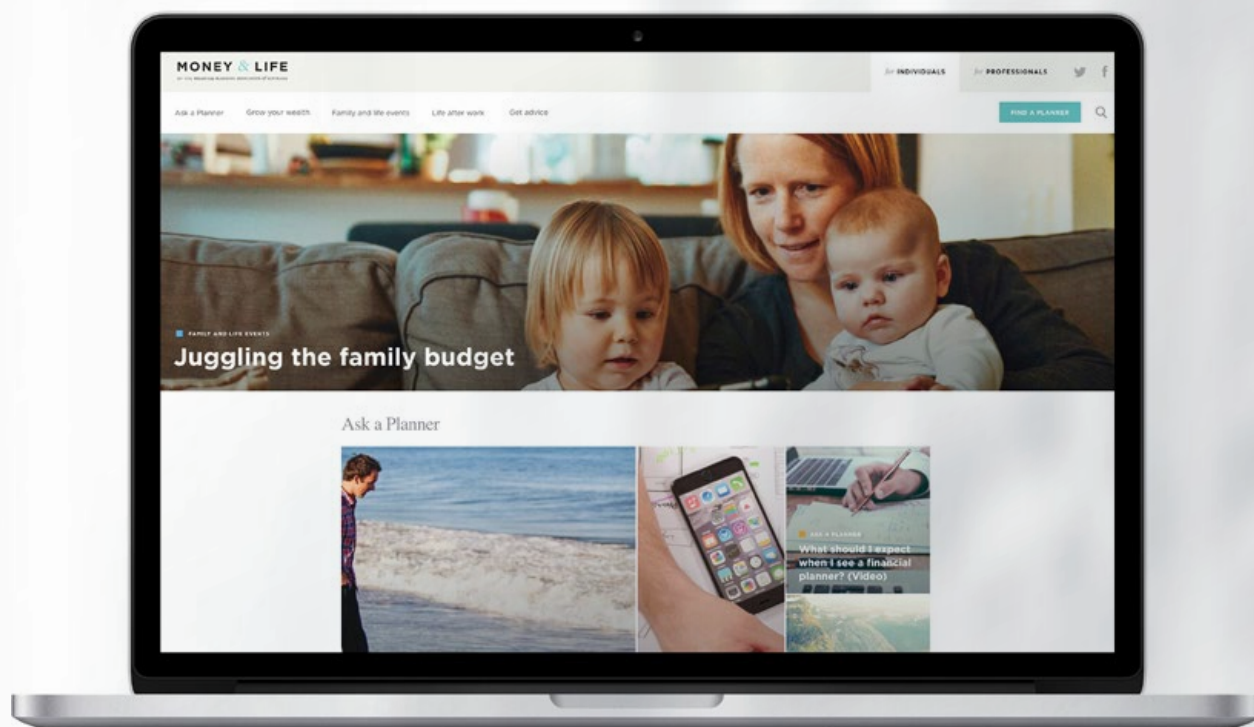 MONEY & LIFE
for INDIVIDUALS
for PROFESSIONALS
Ask a Planner
Grow your wealth
Family and life events
Life after work
Get advice
FIND A PLANNER
FAMILY AND LIFE EVENTS
Juggling the family budget
Ask a Planner
ASK A PLANNER
What should I expect
when I see a financial
planner? (Video)